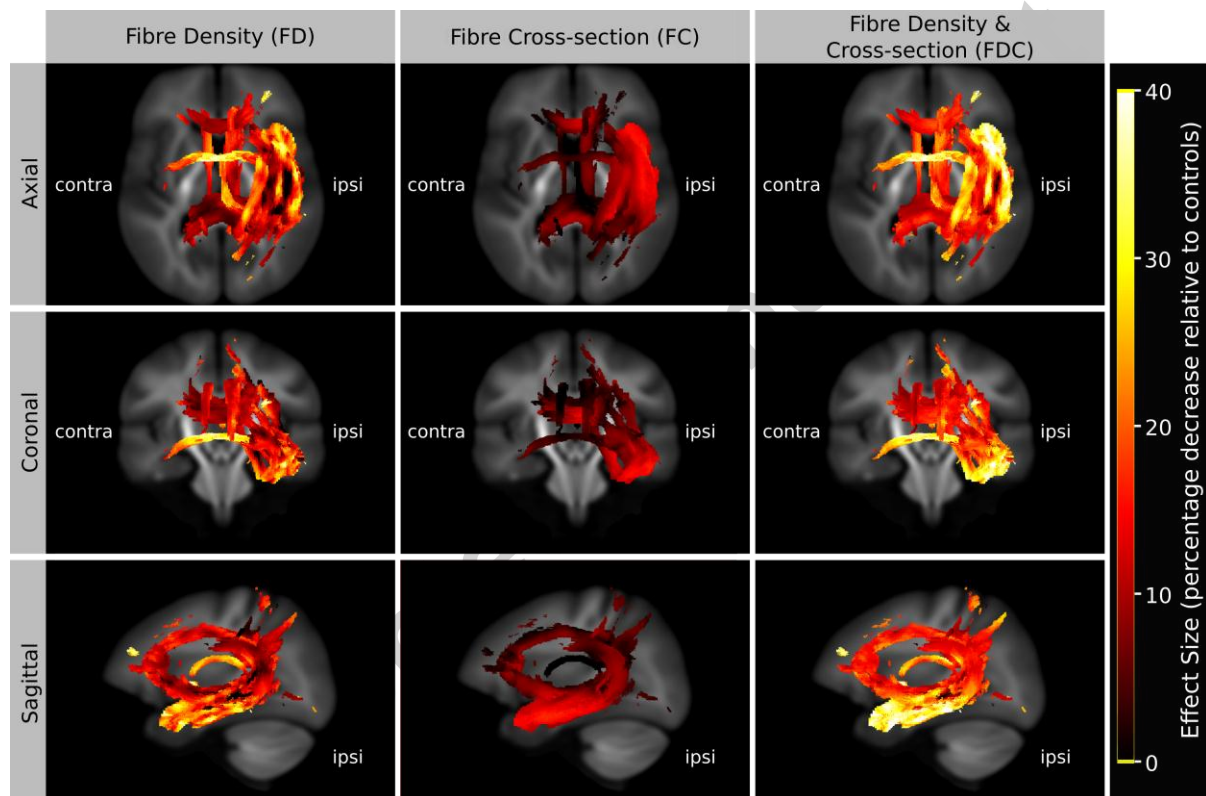 Fibre Density (FD)
Fibre Cross-section (FC)
Fibre Density &
Cross-section (FDC)
Axial
contra
ipsi
contra
ipsi
contra
ipsi
Coronal
contra
ipsi
contra
ipsi
contra
ipsi
Sagittal
ipsi
ipsi
ipsi
40
30
20
10
0
Effect Size (percentage decrease relative to controls)